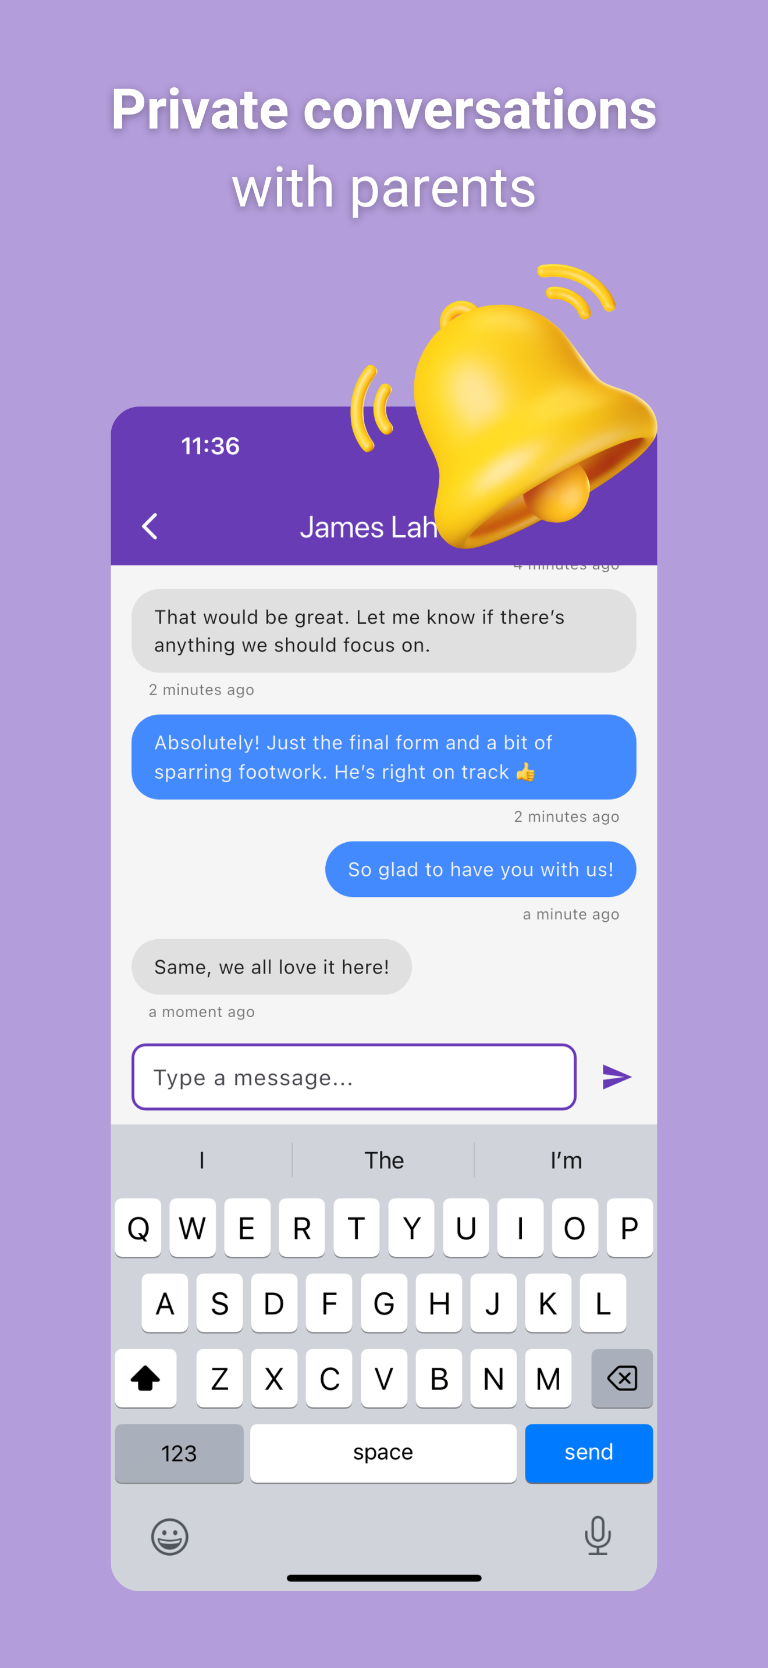 Private conversations
with parents
11:36
James Lah
4 minutes ago
That would be great. Let me know if there's
anything we should focus on.
2 minutes ago
Absolutely! Just the final form and a bit of
sparring footwork. He's right on track 👍
2 minutes ago
So glad to have you with us!
a minute ago
Same, we all love it here!
a moment ago
Type a message...
I The I'm
Q W E R T Y U I O P
A S D F G H J K L
Z X C V B N M
123 space send